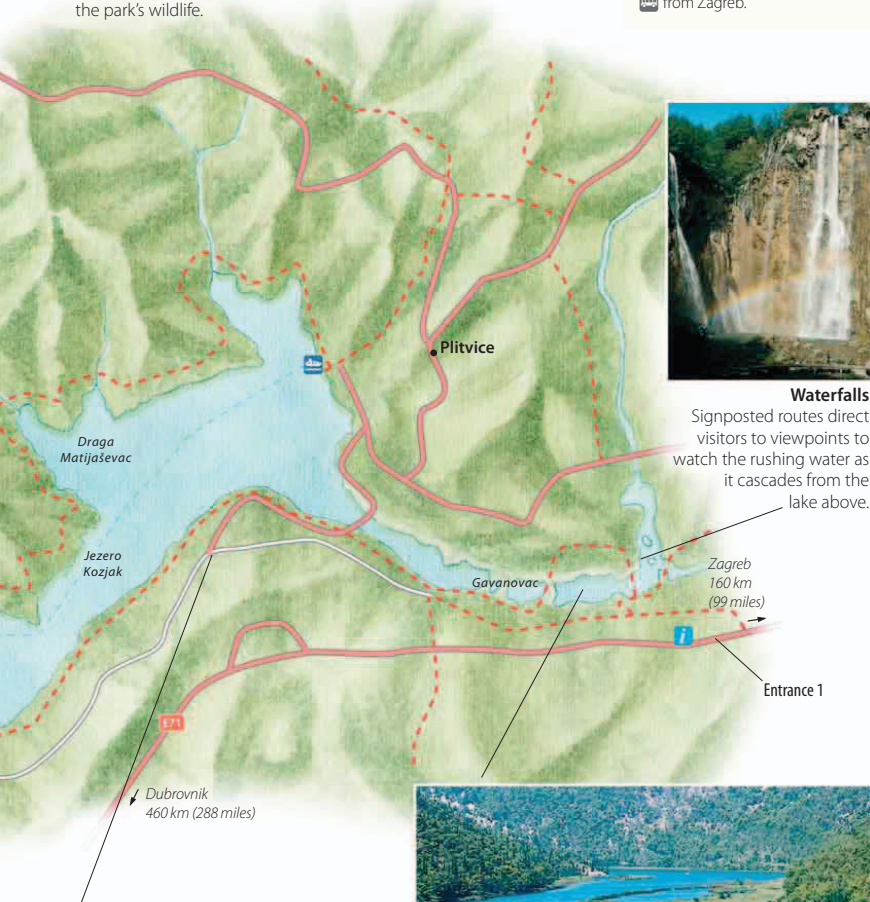 the park's wildlife.
from Zagreb.
Plitvice
Waterfalls
Signposted routes direct
visitors to viewpoints to
watch the rushing water as
it cascades from the
lake above.
Draga
Matijaševac
Jezero
Kozjak
Gavanovac
Zagreb
160 km
(99 miles)
i
Entrance 1
E71
Dubrovnik
460 km (288 miles)